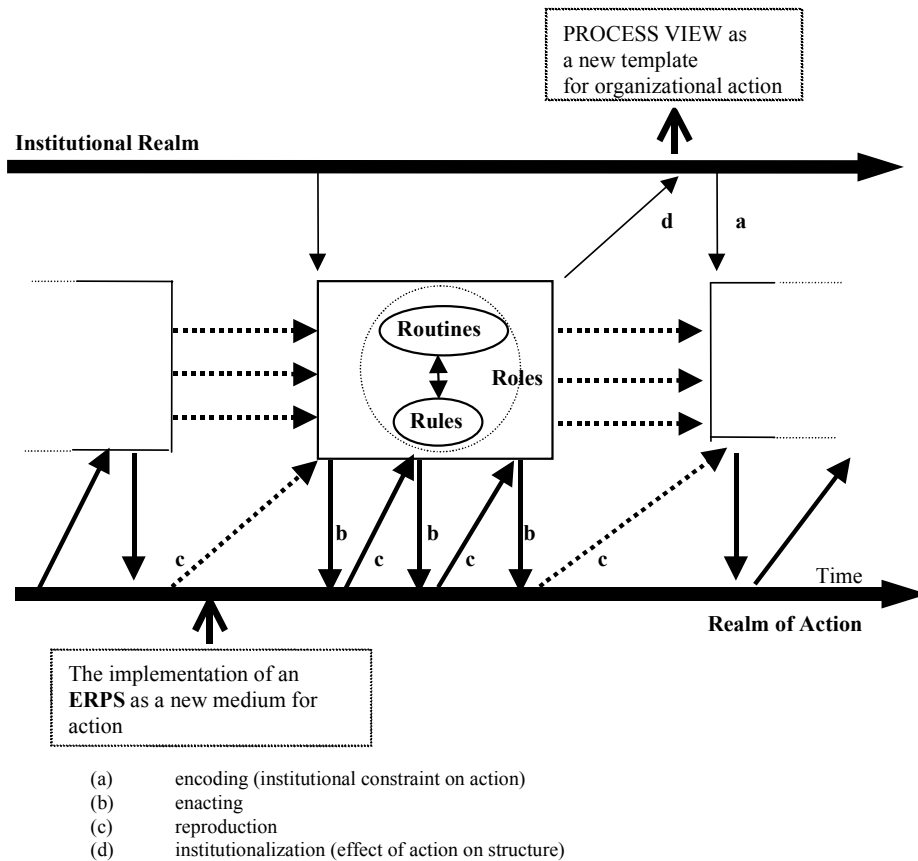 PROCESS VIEW as
a new template
for organizational action
Institutional Realm
d
a
Routines
Roles
Rules
b
b
b
c
c
c
c
Time
Realm of Action
The implementation of an
ERPS as a new medium for
action
(a) encoding (institutional constraint on action)
(b) enacting
(c) reproduction
(d) institutionalization (effect of action on structure)